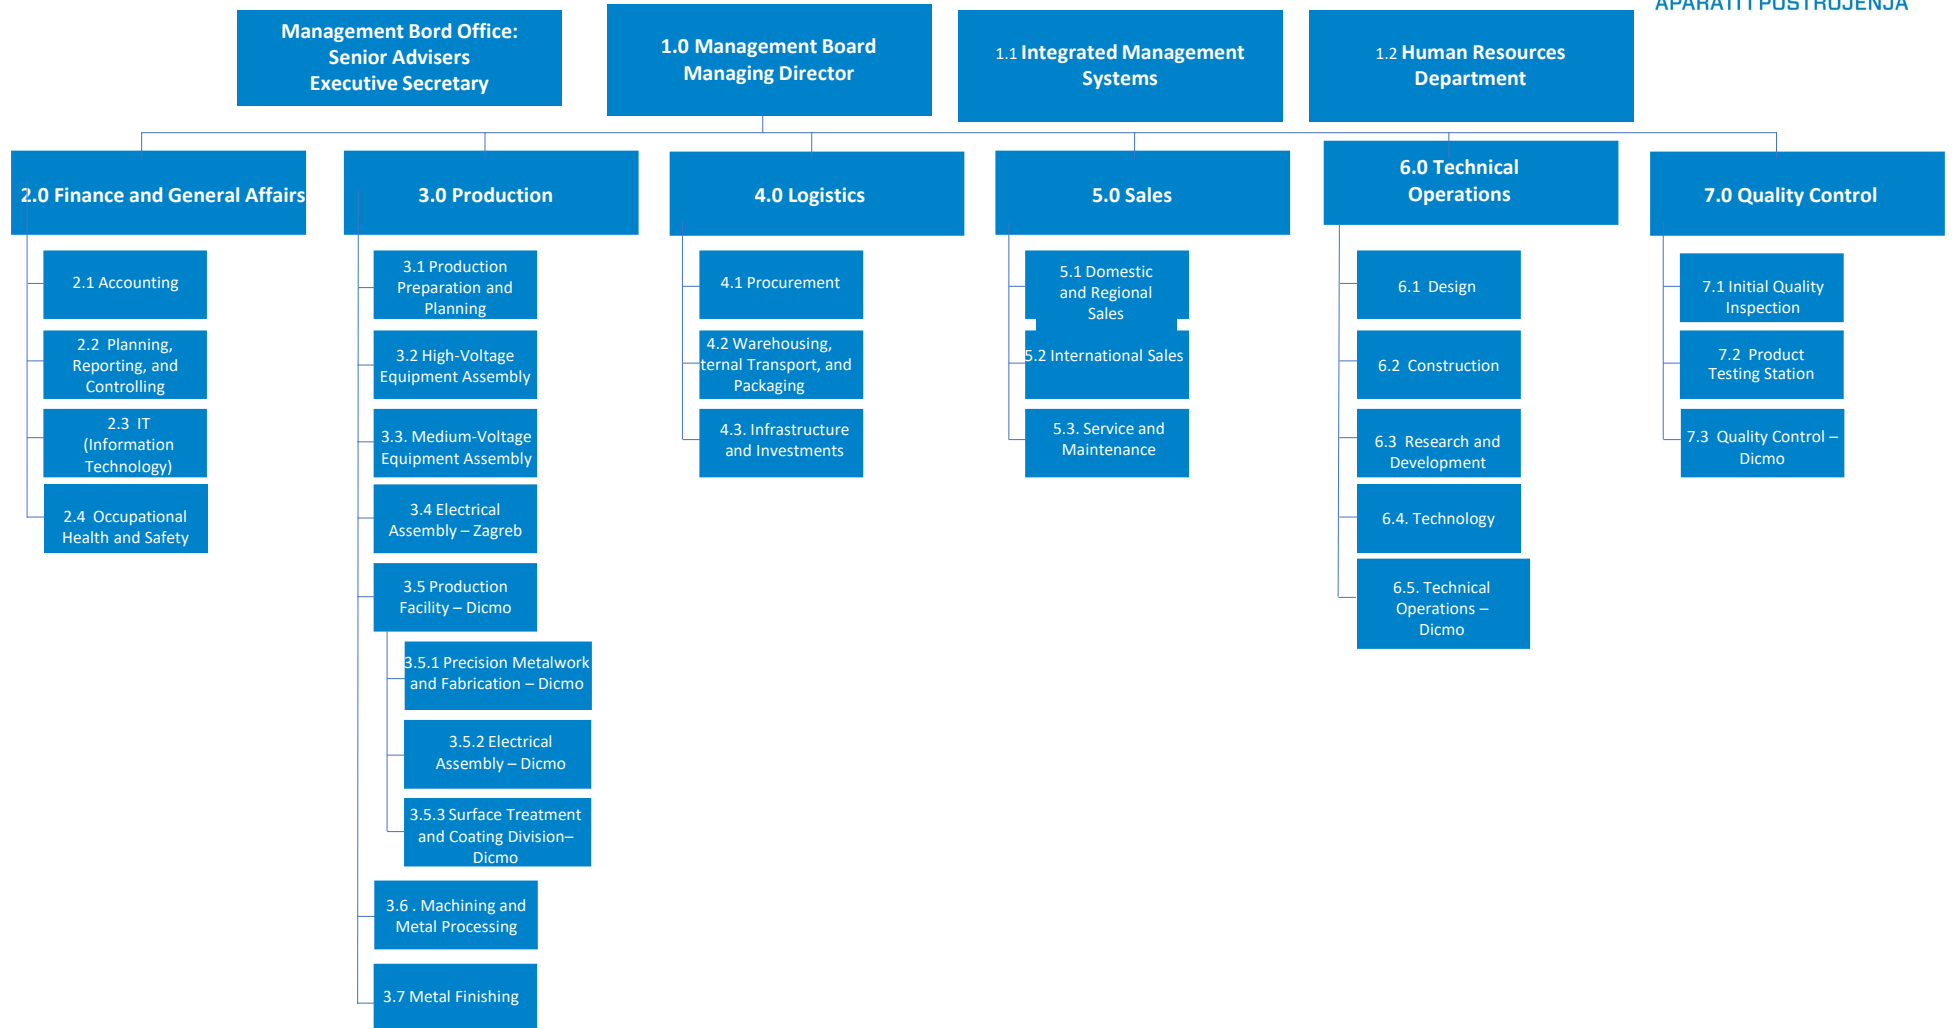 APARATI I POSTROJENJA
Management Bord Office:
Senior Advisers
Executive Secretary
1.0 Management Board
Managing Director
1.1 Integrated Management
Systems
1.2 Human Resources
Department
2.0 Finance and General Affairs
3.0 Production
4.0 Logistics
5.0 Sales
6.0 Technical
Operations
7.0 Quality Control
2.1 Accounting
2.2 Planning,
Reporting, and
Controlling
2.3 IT
(Information
Technology)
2.4 Occupational
Health and Safety
3.1 Production
Preparation and
Planning
3.2 High-Voltage
Equipment Assembly
3.3. Medium-Voltage
Equipment Assembly
3.4 Electrical
Assembly – Zagreb
3.5 Production
Facility – Dicmo
3.5.1 Precision Metalwork
and Fabrication – Dicmo
3.5.2 Electrical
Assembly – Dicmo
3.5.3 Surface Treatment
and Coating Division–
Dicmo
3.6 . Machining and
Metal Processing
3.7 Metal Finishing
4.1 Procurement
4.2 Warehousing,
ternal Transport, and
Packaging
4.3. Infrastructure
and Investments
5.1 Domestic
and Regional
Sales
5.2 International Sales
5.3. Service and
Maintenance
6.1 Design
6.2 Construction
6.3 Research and
Development
6.4. Technology
6.5. Technical
Operations –
Dicmo
7.1 Initial Quality
Inspection
7.2 Product
Testing Station
7.3 Quality Control –
Dicmo